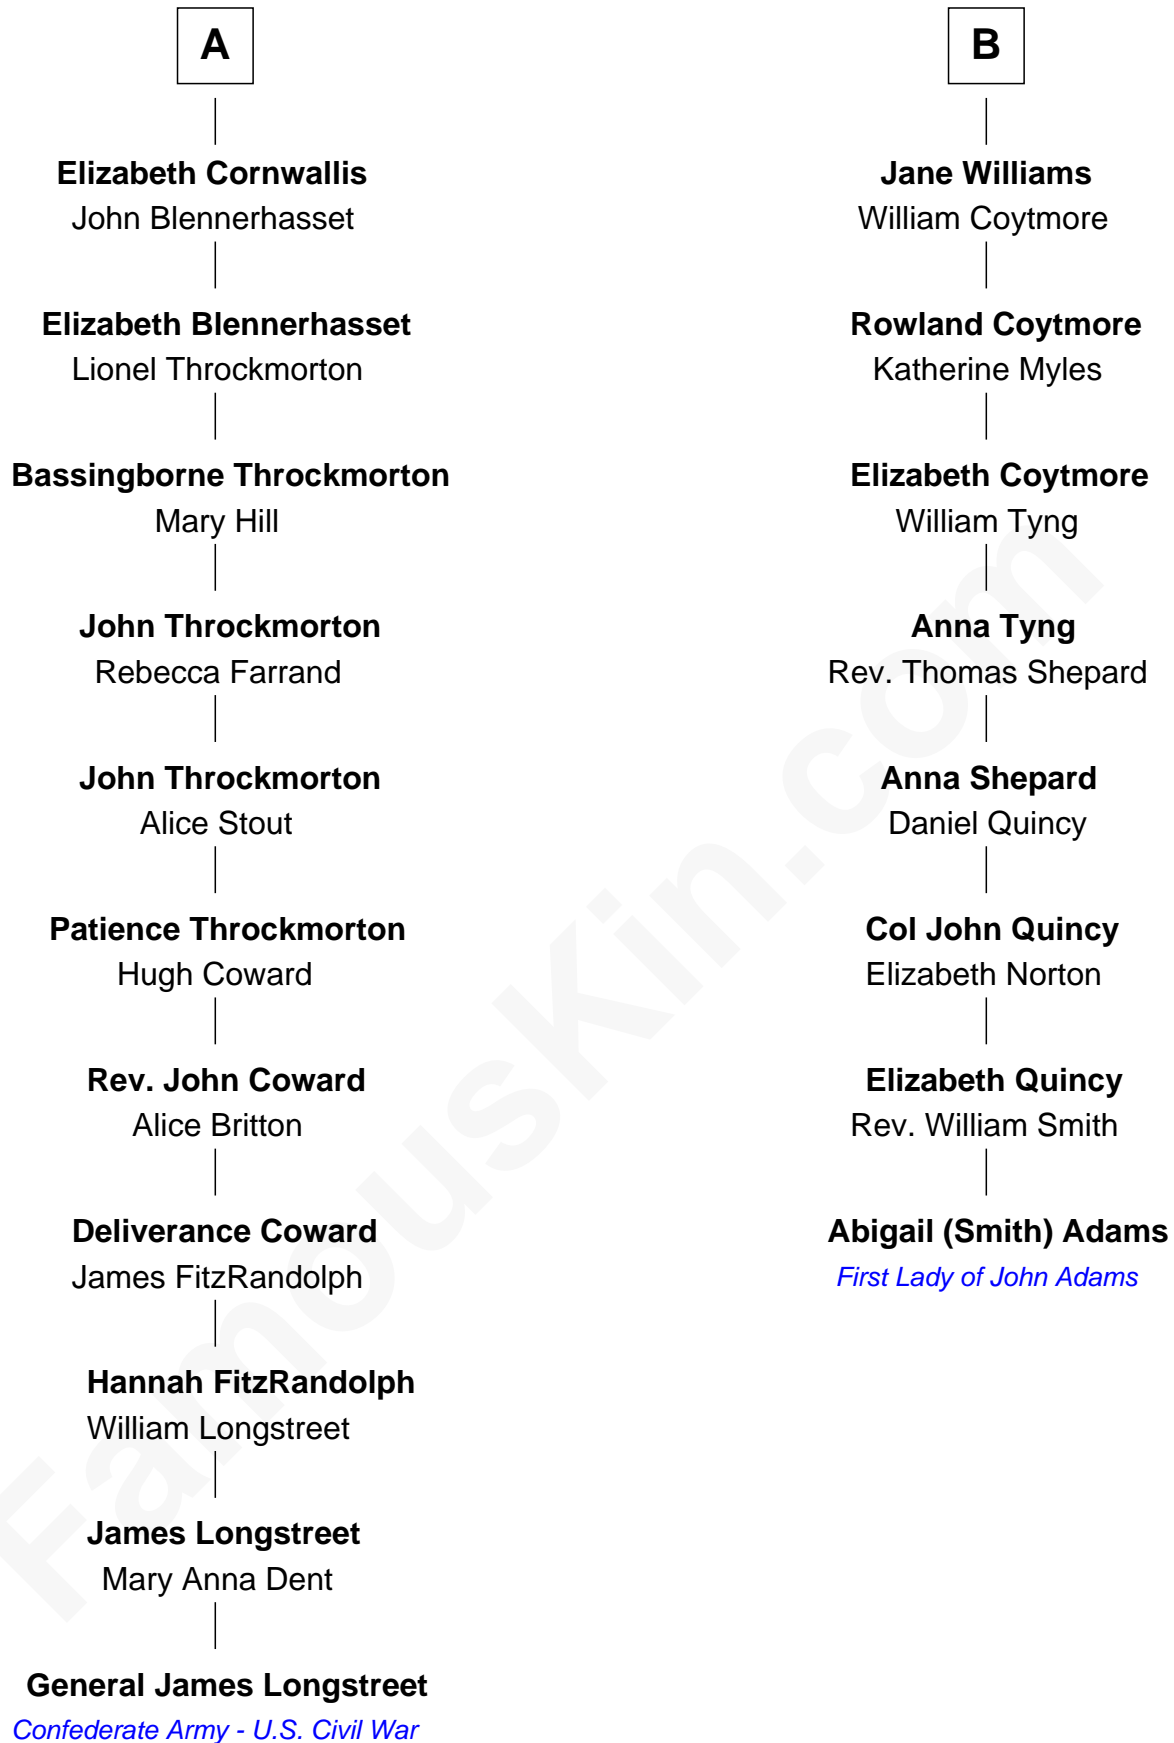 A
Elizabeth Cornwallis
John Blennerhasset
Elizabeth Blennerhasset
Lionel Throckmorton
Bassingborne Throckmorton
Mary Hill
John Throckmorton
Rebecca Farrand
John Throckmorton
Alice Stout
Patience Throckmorton
Hugh Coward
Rev. John Coward
Alice Britton
Deliverance Coward
James FitzRandolph
Hannah FitzRandolph
William Longstreet
James Longstreet
Mary Anna Dent
General James Longstreet
Confederate Army - U.S. Civil War
B
Jane Williams
William Coytmore
Rowland Coytmore
Katherine Myles
Elizabeth Coytmore
William Tyng
Anna Tyng
Rev. Thomas Shepard
Anna Shepard
Daniel Quincy
Col John Quincy
Elizabeth Norton
Elizabeth Quincy
Rev. William Smith
Abigail (Smith) Adams
First Lady of John Adams
FamousKin.com